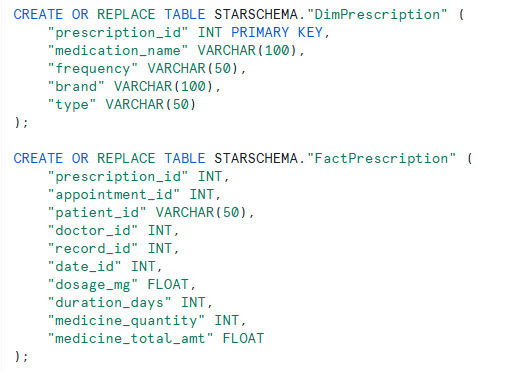 CREATE OR REPLACE TABLE STARSCHEMA."DimPrescription" (
    "prescription_id" INT PRIMARY KEY,
    "medication_name" VARCHAR(100),
    "frequency" VARCHAR(50),
    "brand" VARCHAR(100),
    "type" VARCHAR(50)
);
CREATE OR REPLACE TABLE STARSCHEMA."FactPrescription" (
    "prescription_id" INT,
    "appointment_id" INT,
    "patient_id" VARCHAR(50),
    "doctor_id" INT,
    "record_id" INT,
    "date_id" INT,
    "dosage_mg" FLOAT,
    "duration_days" INT,
    "medicine_quantity" INT,
    "medicine_total_amt" FLOAT
);